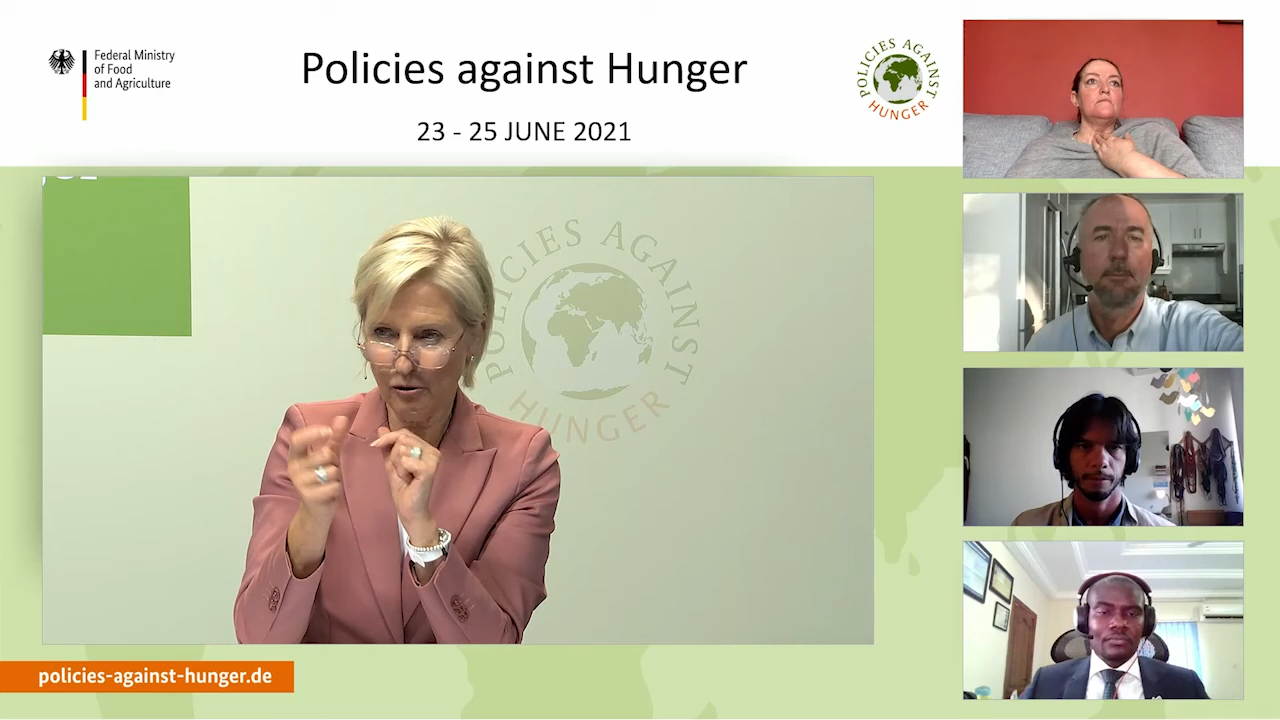 Federal Ministry
of Food
and Agriculture
Policies against Hunger
23 - 25 JUNE 2021
POLICIES AGAINST
HUNGER
POLICIES AGAINST
HUNGER
policies-against-hunger.de